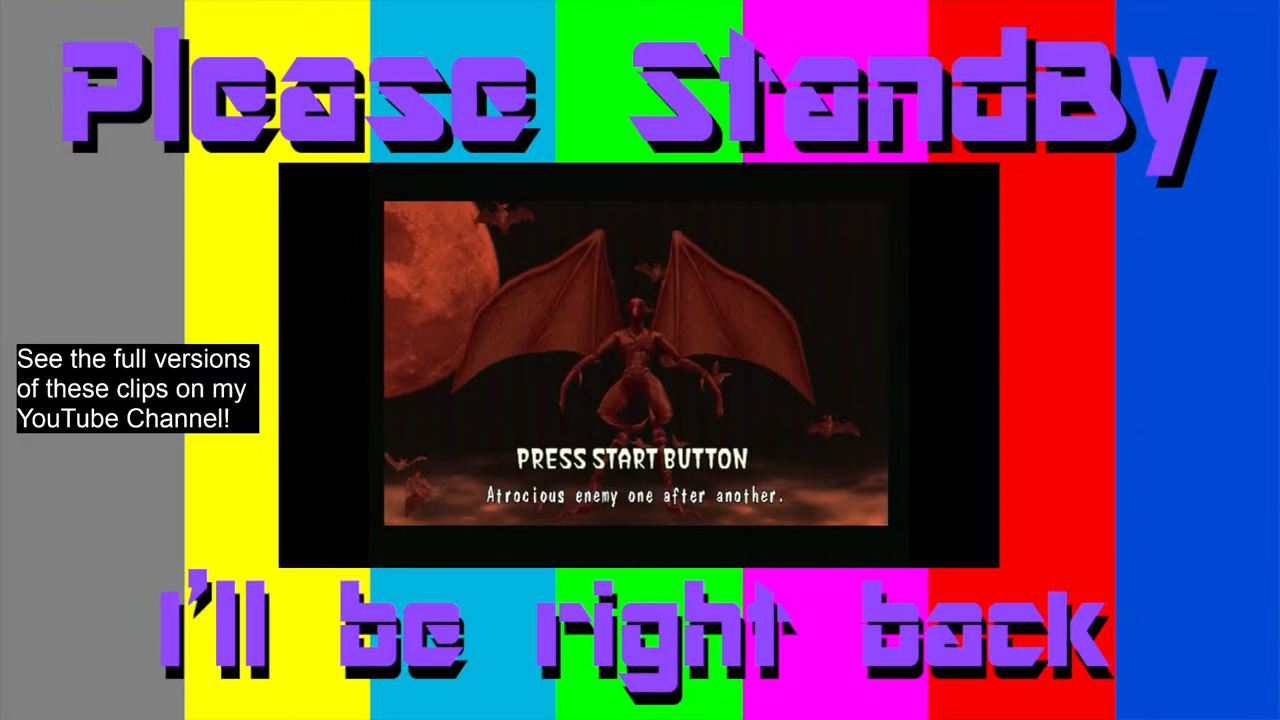 Please StandBy
PRESS START BUTTON
Atrocious enemy one after another.
See the full versions
of these clips on my
YouTube Channel!
I'll be right back